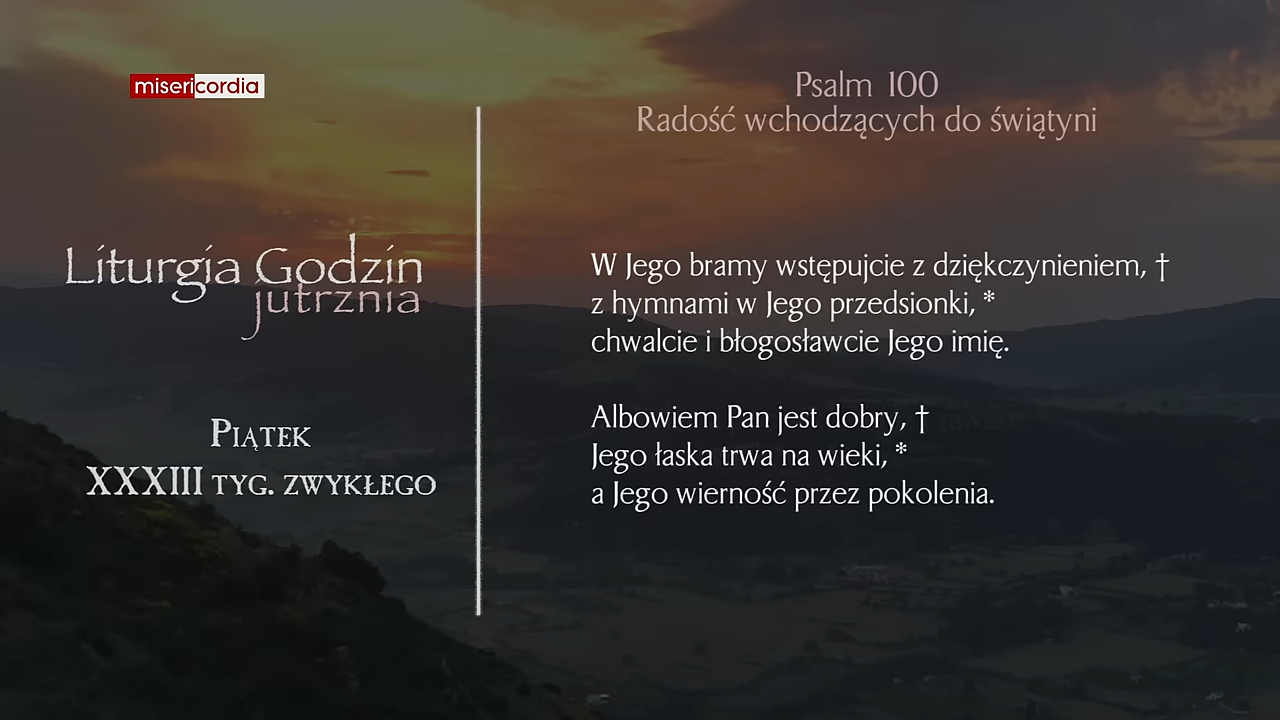 misericordia
Liturgia Godzin
jutrznia
Piątek
XXXIII tyg. zwykłego
Psalm 100
Radość wchodzących do świątyni
W Jego bramy wstępujcie z dziękczynieniem, †
z hymnami w Jego przedsionki, *
chwalcie i błogosławcie Jego imię.
Albowiem Pan jest dobry, †
Jego łaska trwa na wieki, *
a Jego wierność przez pokolenia.